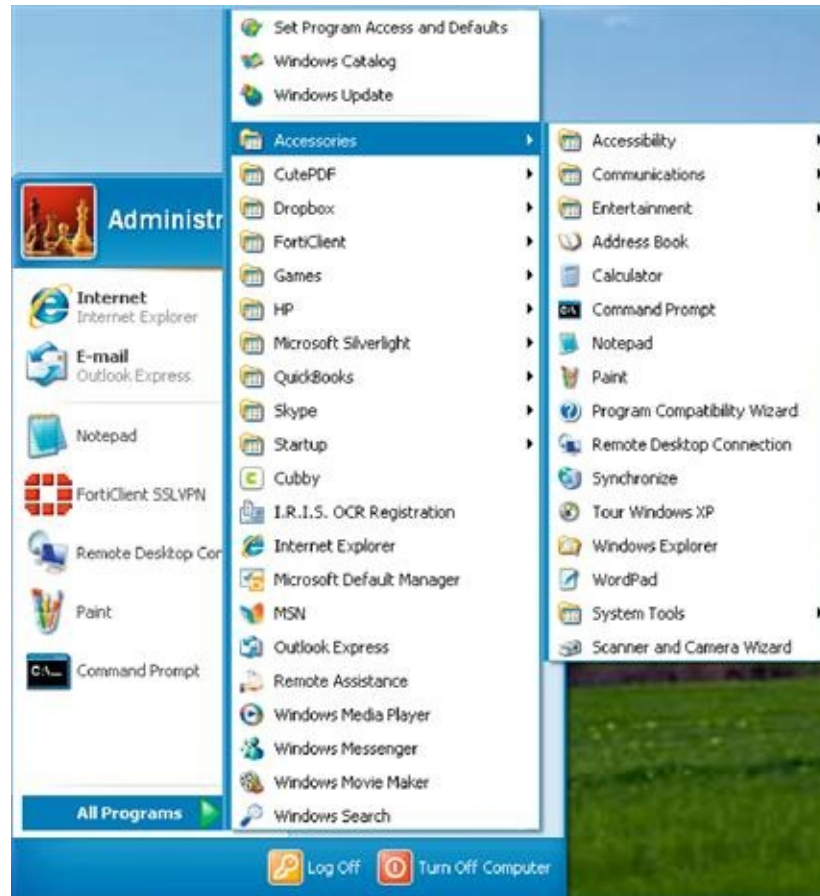 Administr
Internet
Internet Explorer
E-mail
Outlook Express
Notepad
FortiClient SSLVPN
Remote Desktop Cor
Paint
C:\_
Command Prompt
All Programs
Set Program Access and Defaults
Windows Catalog
Windows Update
Accessories
CutePDF
Dropbox
FortiClient
Games
HP
Microsoft Silverlight
QuickBooks
Skype
Startup
Cubby
I.R.I.S. OCR Registration
Internet Explorer
Microsoft Default Manager
MSN
Outlook Express
Remote Assistance
Windows Media Player
Windows Messenger
Windows Movie Maker
Windows Search
Accessibility
Communications
Entertainment
Address Book
Calculator
Command Prompt
Notepad
Paint
Program Compatibility Wizard
Remote Desktop Connection
Synchronize
Tour Windows XP
Windows Explorer
WordPad
System Tools
Scanner and Camera Wizard
Log Off
Turn Off Computer